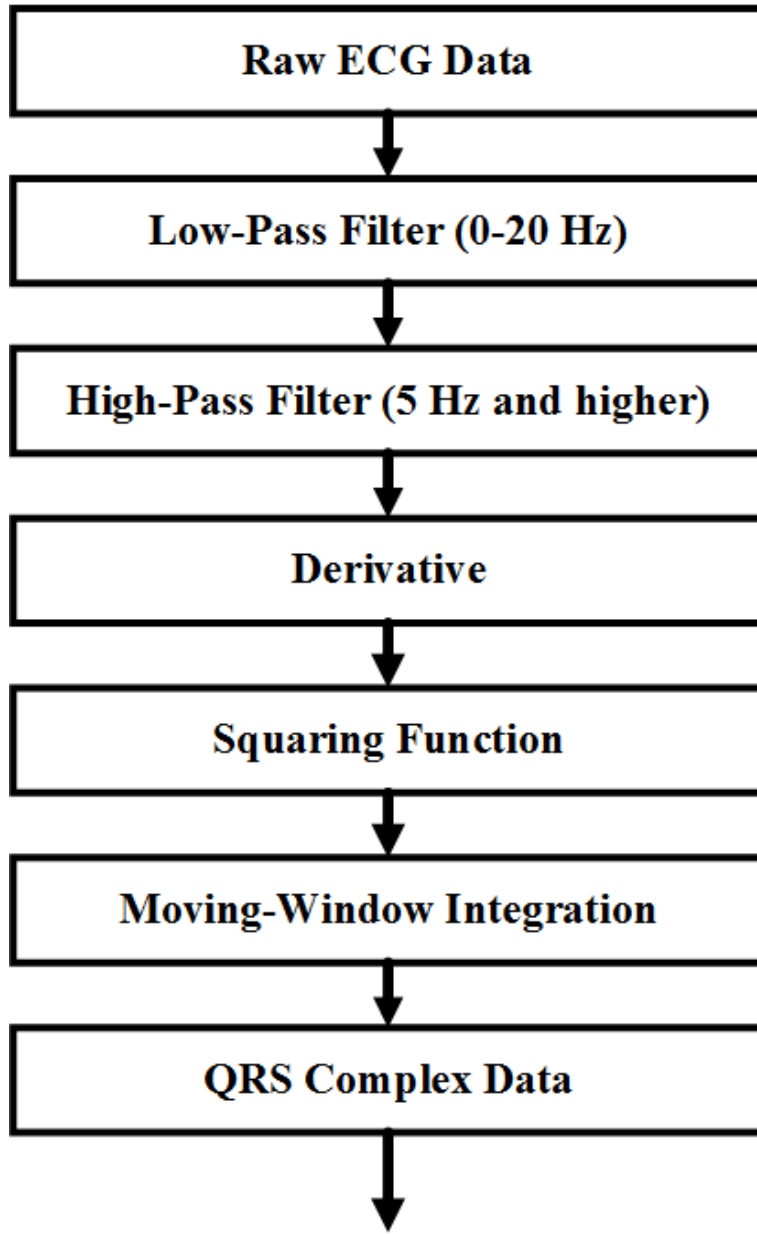 Raw ECG Data
Low-Pass Filter (0-20 Hz)
High-Pass Filter (5 Hz and higher)
Derivative
Squaring Function
Moving-Window Integration
QRS Complex Data